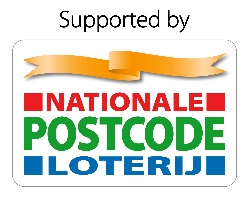 Supported by
NATIONALE
POSTCODE
LOTERIJ